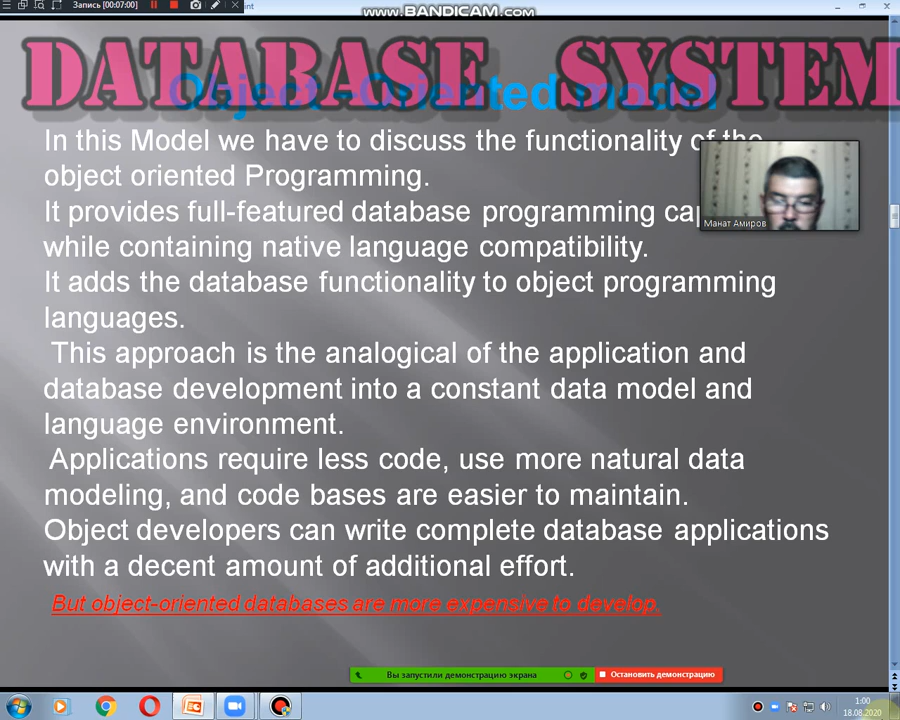 Запись [00:07:00]
int
www.BANDICAM.com
DATABASE SYSTEM
Object -Oriented model
In this Model we have to discuss the functionality of the
object oriented Programming.
It provides full-featured database programming
while containing native language compatibility.
It adds the database functionality to object programming
languages.
This approach is the analogical of the application and
database development into a constant data model and
language environment.
Applications require less code, use more natural data
modeling, and code bases are easier to maintain.
Object developers can write complete database applications
with a decent amount of additional effort.
But object-oriented databases are more expensive to develop.
Манат Амиров
Вы запустили демонстрацию экрана
Остановить демонстрацию
1:00
18.08.2020